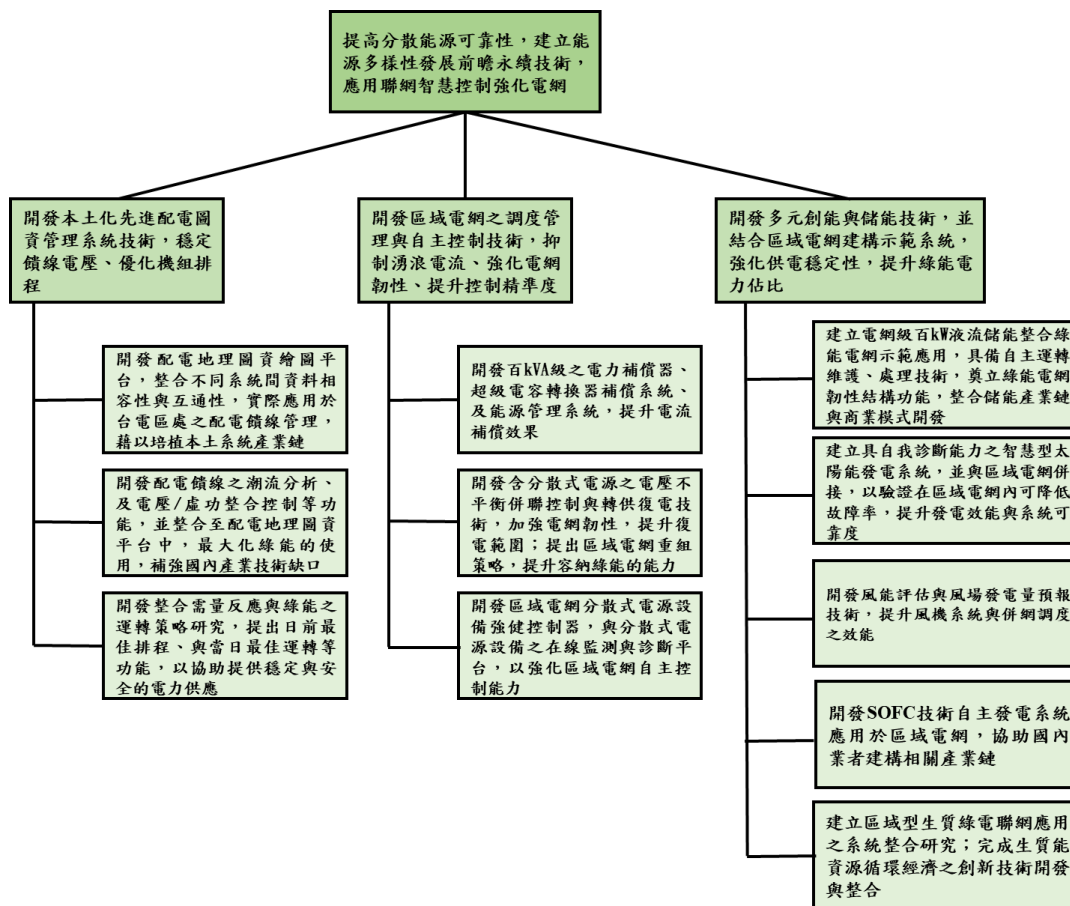 提高分散能源可靠性，建立能
源多樣性發展前瞻永續技術，
應用聯網智慧控制強化電網
開發本土化先進配電圖
資管理系統技術，穩定
饋線電壓、優化機組排
程
開發配電地理圖資繪圖平
台，整合不同系統間資料相
容性與互通性，實際應用於
台電區處之配電饋線管理，
藉以培植本土系統產業鏈
開發配電饋線之潮流分析、
及電壓/虛功整合控制等功
能，並整合至配電地理圖資
平台中，最大化綠能的使
用，補強國內產業技術缺口
開發整合需量反應與綠能之
運轉策略研究，提出日前最
佳排程、與當日最佳運轉等
功能，以協助提供穩定與安
全的電力供應
開發區域電網之調度管
理與自主控制技術，抑
制湧浪電流、強化電網
韌性、提升控制精準度
開發百kVA級之電力補償器、
超級電容轉換器補償系統、
及能源管理系統，提升電流
補償效果
開發含分散式電源之電壓不
平衡併聯控制與轉供復電技
術，加強電網韌性，提升復
電範圍；提出區域電網重組
策略，提升容納綠能的能力
開發區域電網分散式電源設
備強健控制器，與分散式電
源設備之在線監測與診斷平
台，以強化區域電網自主控
制能力
開發多元創能與儲能技術，並
結合區域電網建構示範系統，
強化供電穩定性，提升綠能電
力佔比
建立電網級百kW液流儲能整合綠
能電網示範應用，具備自主運轉
維護、處理技術，奠立綠能電網
韌性結構功能，整合儲能產業鏈
與商業模式開發
建立具自我診斷能力之智慧型太
陽能發電系統，並與區域電網併
接，以驗證在區域電網內可降低
故障率，提升發電效能與系統可
靠度
開發風能評估與風場發電量預報
技術，提升風機系統與併網調度
之效能
開發SOFC技術自主發電系統
應用於區域電網，協助國內
業者建構相關產業鏈
建立區域型生質綠電聯網應用
之系統整合研究；完成生質能
資源循環經濟之創新技術開發
與整合